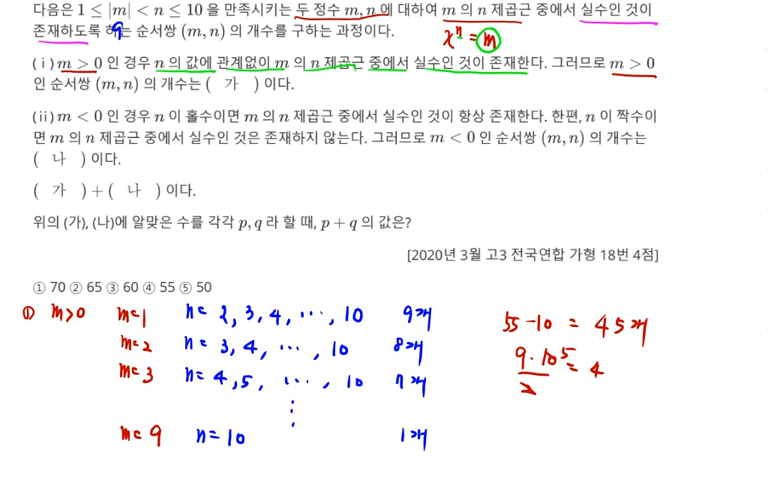 다음은 1 ≤ |m| < n ≤ 10 을 만족시키는 두 정수 m, n 에 대하여 m 의 n 제곱근 중에서 실수인 것이
존재하도록 하는 순서쌍 (m, n) 의 개수를 구하는 과정이다.
xⁿ = m
(ⅰ) m > 0 인 경우 n 의 값에 관계없이 m 의 n 제곱근 중에서 실수인 것이 존재한다. 그러므로 m > 0
인 순서쌍 (m, n) 의 개수는 ( 가 ) 이다.
(ⅱ) m < 0 인 경우 n 이 홀수이면 m 의 n 제곱근 중에서 실수인 것이 항상 존재한다. 한편, n 이 짝수이
면 m 의 n 제곱근 중에서 실수인 것은 존재하지 않는다. 그러므로 m < 0 인 순서쌍 (m, n) 의 개수는
( 나 ) 이다.
( 가 ) + ( 나 ) 이다.
위의 (가), (나)에 알맞은 수를 각각 p, q 라 할 때, p + q 의 값은?
[2020년 3월 고3 전국연합 가형 18번 4점]
① 70 ② 65 ③ 60 ④ 55 ⑤ 50
① m>0 m=1 n= 2, 3, 4, ⋯, 10 9개
m=2 n= 3, 4, ⋯, 10 8개
m=3 n= 4, 5, ⋯, 10 7개
⋮
m= 9 n= 10 1개
55-10 = 45개
9·10⁵ = 4
2